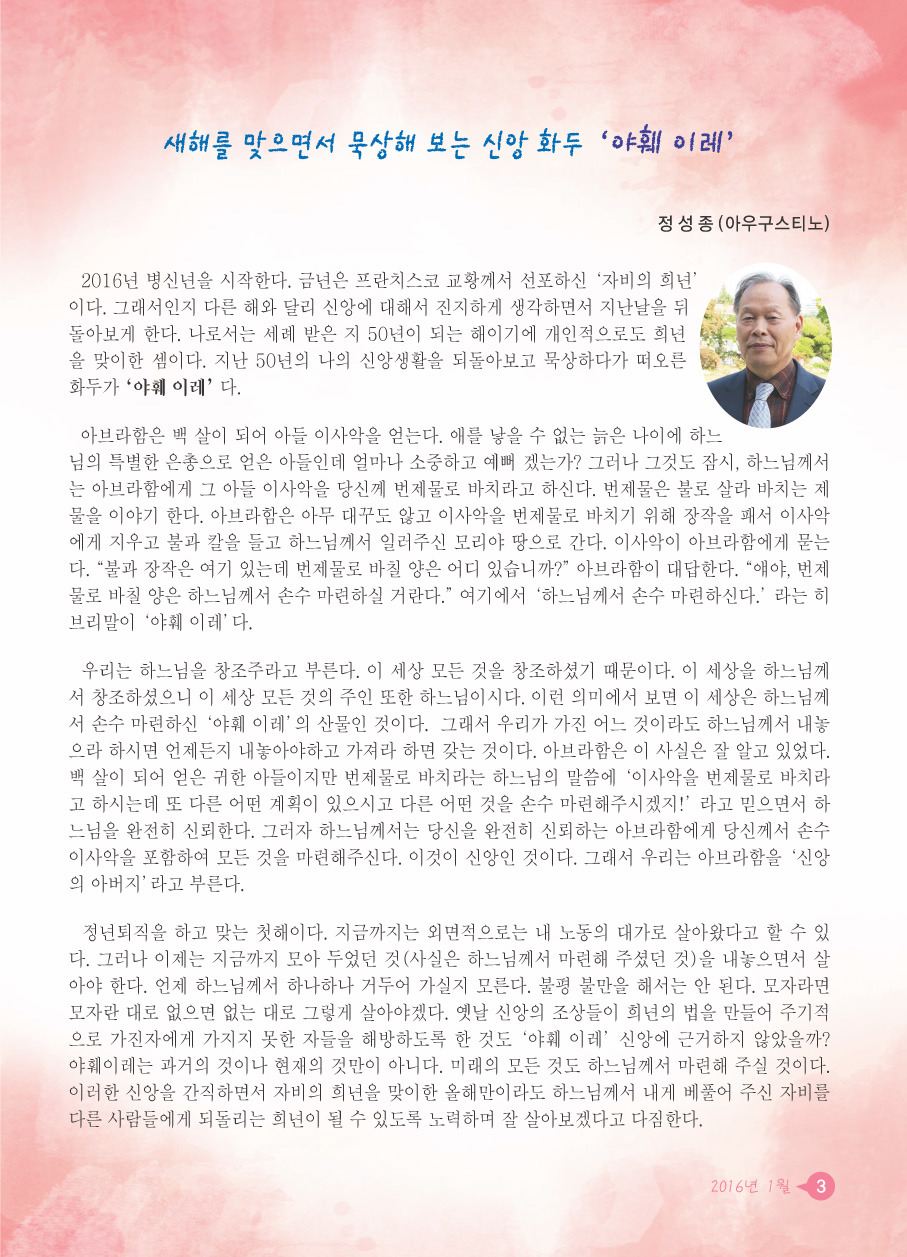 새해를 맞으면서 묵상해 보는 신앙 화두 ‘야훼 이레’
정 성 종 (아우구스티노)
2016년 병신년을 시작한다. 금년은 프란치스코 교황께서 선포하신 ‘자비의 희년’
이다. 그래서인지 다른 해와 달리 신앙에 대해서 진지하게 생각하면서 지난날을 뒤
돌아보게 한다. 나로서는 세례 받은 지 50년이 되는 해이기에 개인적으로도 희년
을 맞이한 셈이다. 지난 50년의 나의 신앙생활을 되돌아보고 묵상하다가 떠오른
화두가 ‘야훼 이레’ 다.
아브라함은 백 살이 되어 아들 이사악을 얻는다. 애를 낳을 수 없는 늙은 나이에 하느
님의 특별한 은총으로 얻은 아들인데 얼마나 소중하고 예뻐 겠는가? 그러나 그것도 잠시, 하느님께서
는 아브라함에게 그 아들 이사악을 당신께 번제물로 바치라고 하신다. 번제물은 불로 살라 바치는 제
물을 이야기 한다. 아브라함은 아무 대꾸도 않고 이사악을 번제물로 바치기 위해 장작을 패서 이사악
에게 지우고 불과 칼을 들고 하느님께서 일러주신 모리야 땅으로 간다. 이사악이 아브라함에게 묻는
다. “불과 장작은 여기 있는데 번제물로 바칠 양은 어디 있습니까?” 아브라함이 대답한다. “얘야, 번제
물로 바칠 양은 하느님께서 손수 마련하실 거란다.” 여기에서 ‘하느님께서 손수 마련하신다.’ 라는 히
브리말이 ‘야훼 이레’다.
우리는 하느님을 창조주라고 부른다. 이 세상 모든 것을 창조하셨기 때문이다. 이 세상을 하느님께
서 창조하셨으니 이 세상 모든 것의 주인 또한 하느님이시다. 이런 의미에서 보면 이 세상은 하느님께
서 손수 마련하신 ‘야훼 이레’의 산물인 것이다. 그래서 우리가 가진 어느 것이라도 하느님께서 내놓
으라 하시면 언제든지 내놓아야하고 가져라 하면 갖는 것이다. 아브라함은 이 사실은 잘 알고 있었다.
백 살이 되어 얻은 귀한 아들이지만 번제물로 바치라는 하느님의 말씀에 ‘이사악을 번제물로 바치라
고 하시는데 또 다른 어떤 계획이 있으시고 다른 어떤 것을 손수 마련해주시겠지!’ 라고 믿으면서 하
느님을 완전히 신뢰한다. 그러자 하느님께서는 당신을 완전히 신뢰하는 아브라함에게 당신께서 손수
이사악을 포함하여 모든 것을 마련해주신다. 이것이 신앙인 것이다. 그래서 우리는 아브라함을 ‘신앙
의 아버지’라고 부른다.
정년퇴직을 하고 맞는 첫해이다. 지금까지는 외면적으로는 내 노동의 대가로 살아왔다고 할 수 있
다. 그러나 이제는 지금까지 모아 두었던 것(사실은 하느님께서 마련해 주셨던 것)을 내놓으면서 살
아야 한다. 언제 하느님께서 하나하나 거두어 가실지 모른다. 불평 불만을 해서는 안 된다. 모자라면
모자란 대로 없으면 없는 대로 그렇게 살아야겠다. 옛날 신앙의 조상들이 희년의 법을 만들어 주기적
으로 가진자에게 가지지 못한 자들을 해방하도록 한 것도 ‘야훼 이레’ 신앙에 근거하지 않았을까?
야훼이레는 과거의 것이나 현재의 것만이 아니다. 미래의 모든 것도 하느님께서 마련해 주실 것이다.
이러한 신앙을 간직하면서 자비의 희년을 맞이한 올해만이라도 하느님께서 내게 베풀어 주신 자비를
다른 사람들에게 되돌리는 희년이 될 수 있도록 노력하며 잘 살아보겠다고 다짐한다.
2016년 1월 3